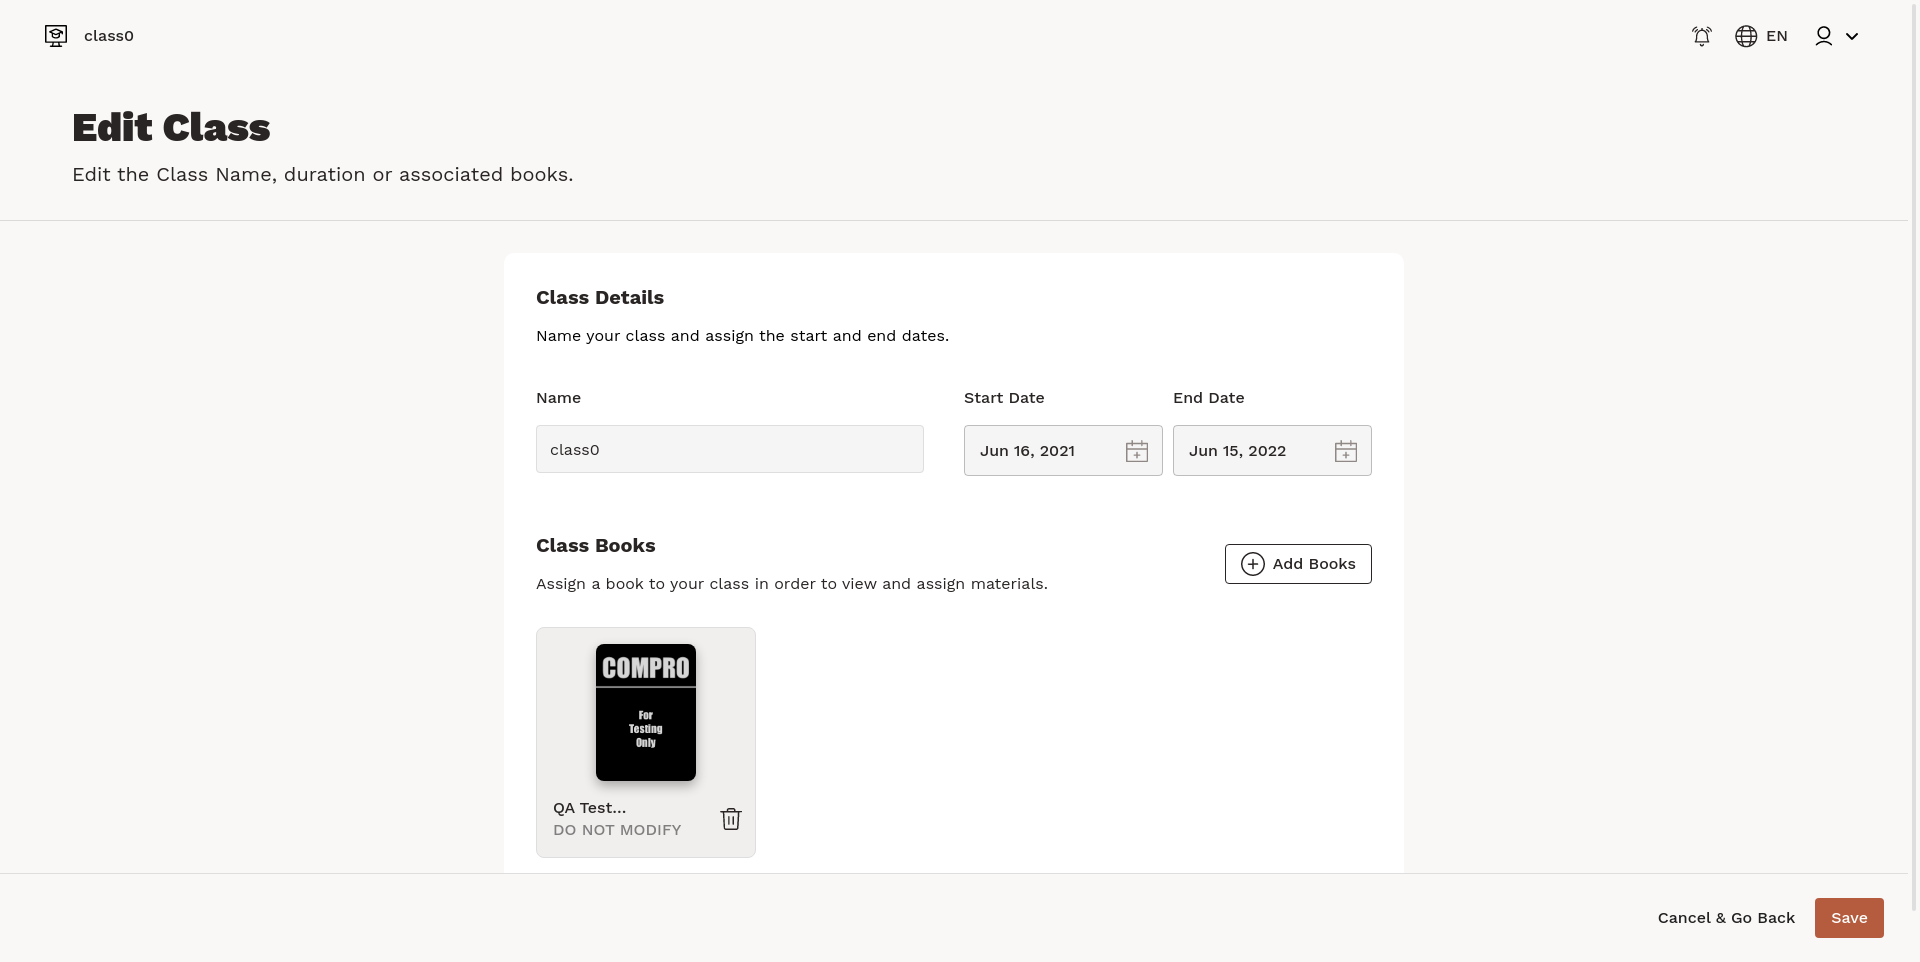 class0
EN
Edit Class
Edit the Class Name, duration or associated books.
Class Details
Name your class and assign the start and end dates.
Name
Start Date
End Date
class0
Jun 16, 2021
Jun 15, 2022
Class Books
Assign a book to your class in order to view and assign materials.
Add Books
COMPRO
For
Testing
Only
QA Test...
DO NOT MODIFY
Cancel & Go Back
Save